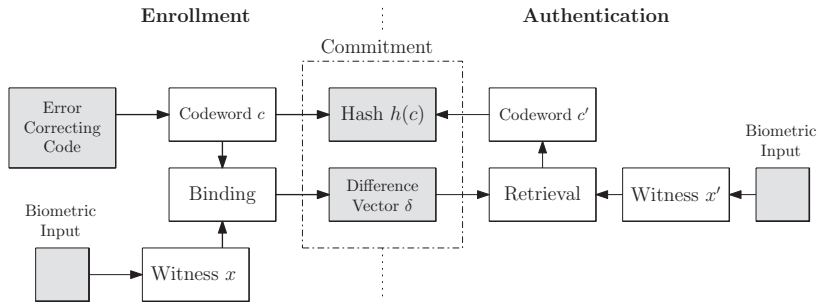 Enrollment
Authentication
Commitment
Error
Correcting
Code
Codeword c
Hash h(c)
Codeword c′
Biometric
Input
Binding
Difference
Vector δ
Retrieval
Witness x′
Biometric
Input
Witness x